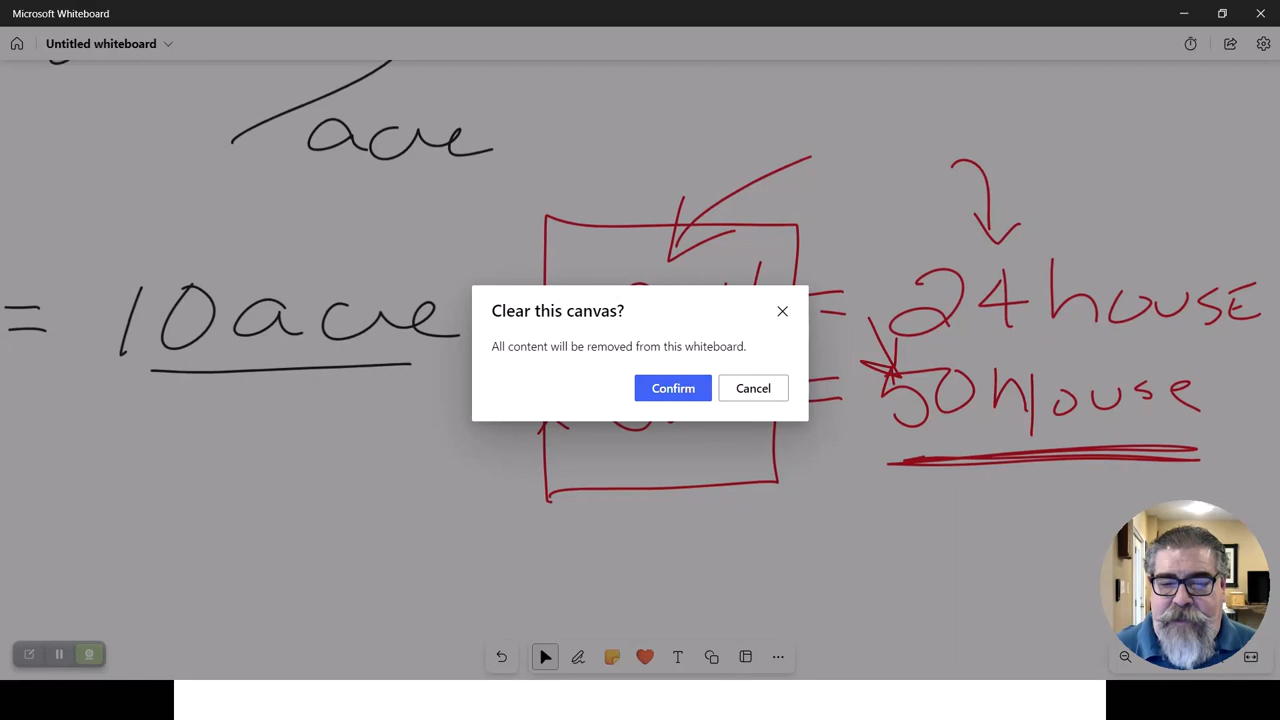 Microsoft Whiteboard
Untitled whiteboard
acre
= 10 acre
= 24 house
= 50 House
Clear this canvas?
All content will be removed from this whiteboard.
Confirm
Cancel
T